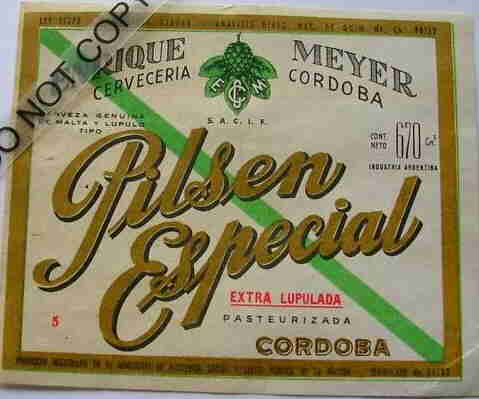 DO NOT COPY
RIQUE MEYER
CERVECERIA CORDOBA
E C M
S. A. C. I. F.
CERVEZA GENUINA
DE MALTA Y LUPULO
TIPO
CONT. NETO 670 Cm3
INDUSTRIA ARGENTINA
Pilsen
Especial
EXTRA LUPULADA
5
PASTEURIZADA
CORDOBA